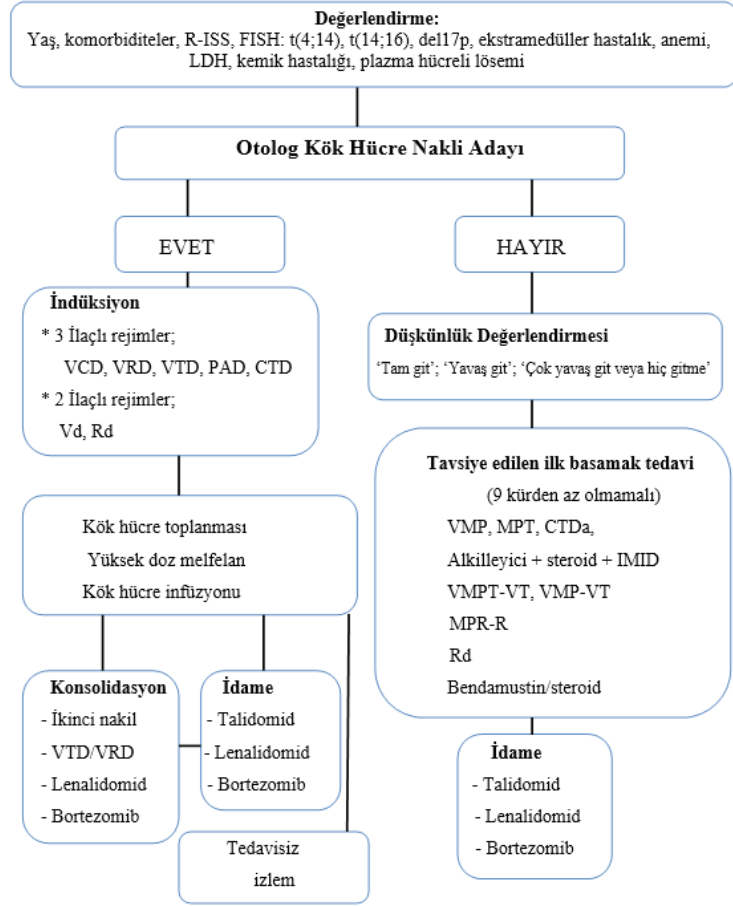 Değerlendirme:
Yaş, komorbiditeler, R-ISS, FISH: t(4;14), t(14;16), del17p, ekstramedüller hastalık, anemi,
LDH, kemik hastalığı, plazma hücreli lösemi
Otolog Kök Hücre Nakli Adayı
EVET
HAYIR
İndüksiyon
* 3 İlaçlı rejimler;
VCD, VRD, VTD, PAD, CTD
* 2 İlaçlı rejimler;
Vd, Rd
Kök hücre toplanması
Yüksek doz melfelan
Kök hücre infüzyonu
Konsolidasyon
- İkinci nakil
- VTD/VRD
- Lenalidomid
- Bortezomib
İdame
- Talidomid
- Lenalidomid
- Bortezomib
Tedavisiz
izlem
Düşkünlük Değerlendirmesi
‘Tam git’; ‘Yavaş git’; ‘Çok yavaş git veya hiç gitme’
Tavsiye edilen ilk basamak tedavi
(9 kürden az olmamalı)
VMP, MPT, CTDa,
Alkilleyici + steroid + IMID
VMPT-VT, VMP-VT
MPR-R
Rd
Bendamustin/steroid
İdame
- Talidomid
- Lenalidomid
- Bortezomib